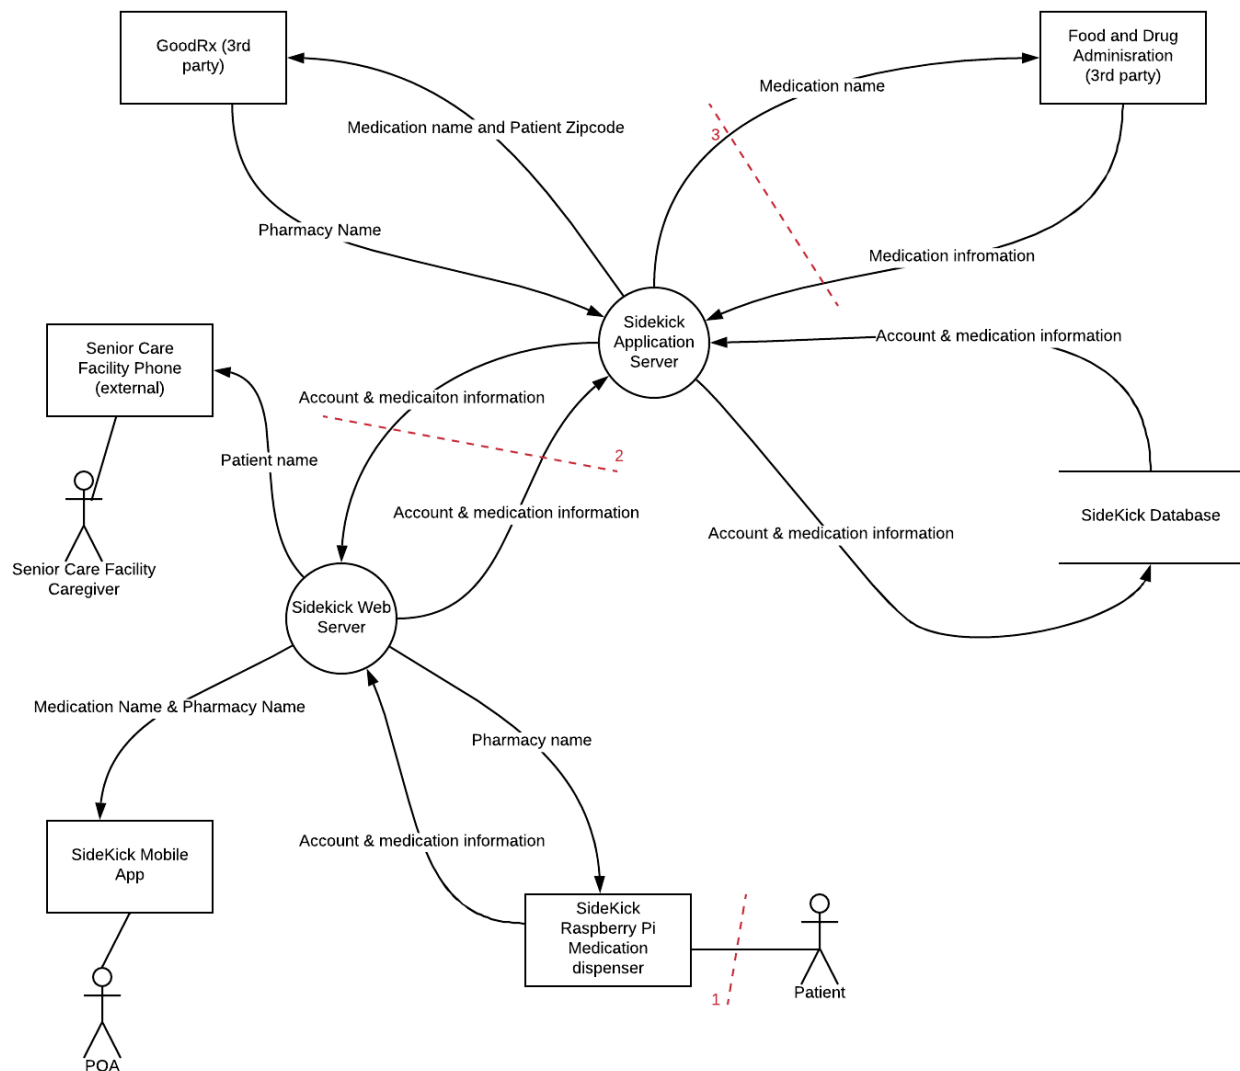 GoodRx (3rd
party)
Food and Drug
Adminisration
(3rd party)
Medication name
Medication name and Patient Zipcode
3
Pharmacy Name
Medication infromation
Sidekick
Application
Server
Account & medication information
Senior Care
Facility Phone
(external)
Account & medicaiton information
2
Patient name
Account & medication information
SideKick Database
Account & medication information
Senior Care Facility
Caregiver
Sidekick Web
Server
Medication Name & Pharmacy Name
Pharmacy name
Account & medication information
SideKick Mobile
App
SideKick
Raspberry Pi
Medication
dispenser
1
Patient
POA